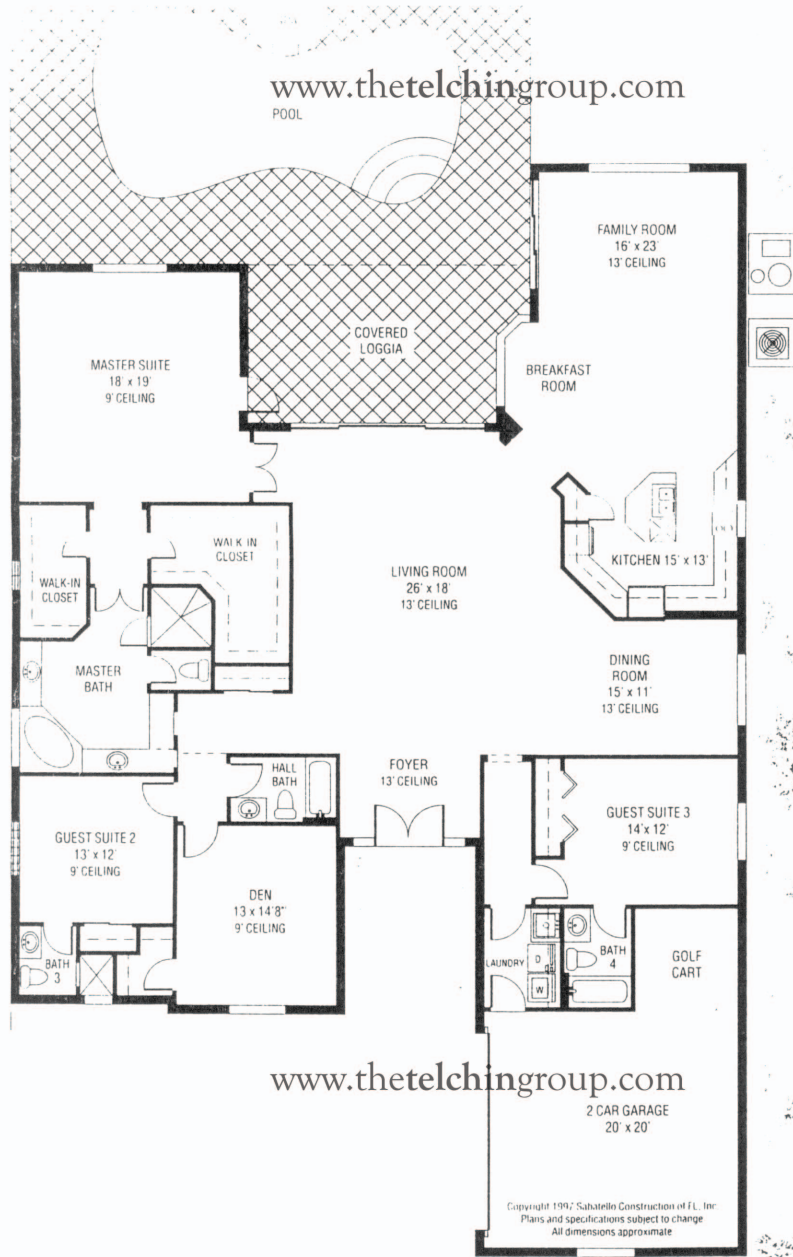 www.thetelchingroup.com
POOL
FAMILY ROOM
16' x 23'
13' CEILING
COVERED
LOGGIA
MASTER SUITE
18' x 19'
9' CEILING
BREAKFAST
ROOM
WALK IN
CLOSET
WALK-IN
CLOSET
LIVING ROOM
26' x 18'
13' CEILING
KITCHEN 15' x 13'
MASTER
BATH
DINING
ROOM
15' x 11'
13' CEILING
HALL
BATH
FOYER
13' CEILING
GUEST SUITE 2
13' x 12'
9' CEILING
GUEST SUITE 3
14' x 12'
9' CEILING
DEN
13 x 14'8"
9' CEILING
BATH
3
LAUNDRY
D
W
BATH
4
GOLF
CART
www.thetelchingroup.com
2 CAR GARAGE
20' x 20'
Copyright 1997 Sabatello Construction of FL, Inc.
Plans and specifications subject to change
All dimensions approximate